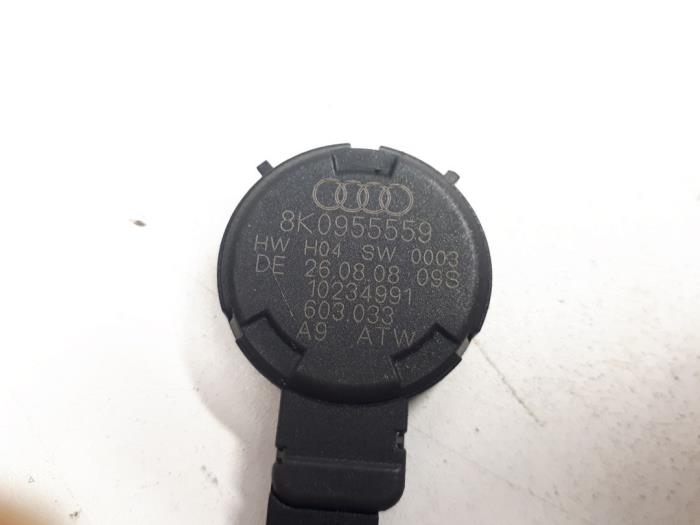 8K0955559
HW H04 SW 0003
DE 26.08.08 09S
10234991
603.033
A9 ATW